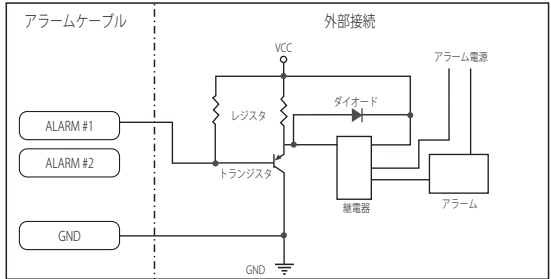 アラームケーブル
外部接続
VCC
アラーム電源
ダイオード
レジスタ
ALARM #1
ALARM #2
トランジスタ
継電器
アラーム
GND
GND